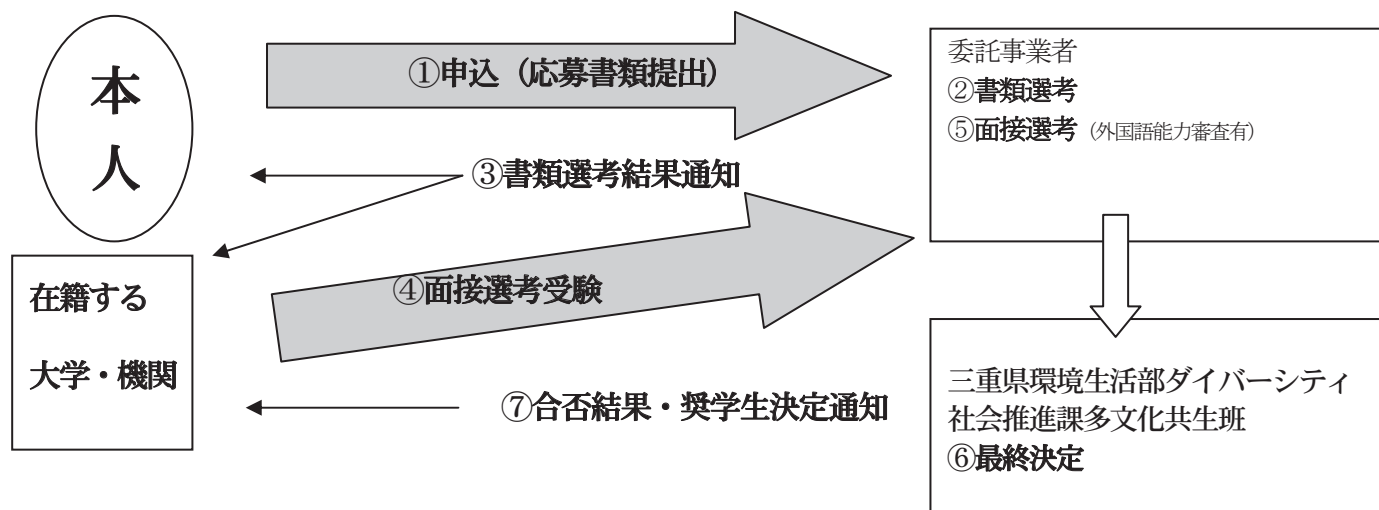 本
人
①申込（応募書類提出）
委託事業者
②書類選考
⑤面接選考（外国語能力審査有）
③書類選考結果通知
④面接選考受験
在籍する
大学・機関
⑦合否結果・奨学生決定通知
三重県環境生活部ダイバーシティ
社会推進課多文化共生班
⑥最終決定